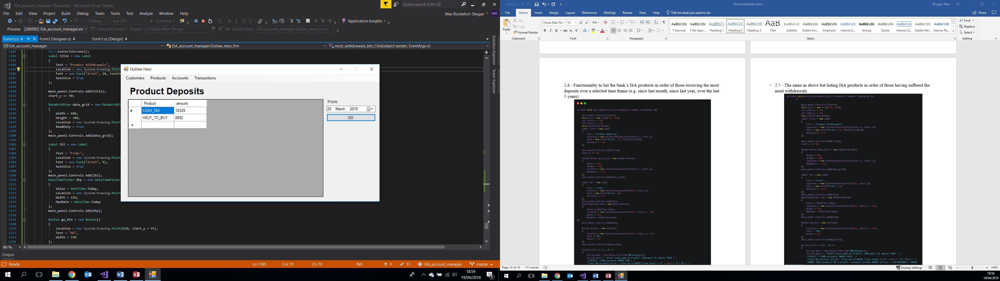 ISA_account_manager (Running) - Microsoft Visual Studio
Quick Launch (Ctrl+Q)
File Edit View Project Build Debug Team Tools Test Analyze Window Help
Max Rochefort-Shugar MR
Debug Any CPU Continue Application Insights
Process: [286992] ISA_account_manager.ex Lifecycle Events Thread: [235256] Main Thread Stack Frame: ISA_account_manager.Outlaw_hess_frm.m
Form1.cs Form1.Designer.cs Form1.cs [Design]
ISA_account_manager ISA_account_manager.Outlaw_hess_frm most_withdrawals_btn_Click(object sender, EventArgs e)
Solution Explorer
Team Explorer
1181 this.CenterToScreen();
1182 Label title = new Label
1183 {
1184 Text = "Product Withdrawals",
1185 Location = new System.Drawing.Point
1186 Font = new Font("Arial", 20, FontSt
1187 AutoSize = true
1188 };
1189
1190 main_panel.Controls.Add(title);
1191 start_y += 40;
1192
1193 DataGridView data_grid = new DataGridVi
1194 {
1195 Width = 600,
1196 Height = 300,
1197 Location = new System.Drawing.Point
1198 ReadOnly = true
1199 };
1200 main_panel.Controls.Add(data_grid);
1201
1202 Label lbl = new Label
1203 {
1204 Text = "From:",
1205 Location = new System.Drawing.Point
1206 Font = new Font("Arial", 9),
1207 AutoSize = true
1208 };
1209 main_panel.Controls.Add(lbl);
1210 DateTimePicker dtp = new DateTimePicker
1211 {
1212 Value = DateTime.Today,
1213 Location = new System.Drawing.Point
1214 Width = 150,
1215 MaxDate = DateTime.Today
1216 };
1217 main_panel.Controls.Add(dtp);
1218
1219 Button go_btn = new Button()
1220 {
1221 Location = new System.Drawing.Point(620, start_y + 45),
1222 Text = "GO",
1223 Width = 150
1224 };
80 %
Output
Ready Ln 1185 Col 70 Ch 70 INS 0 17 ISA_account_manager master
18:59
19/04/2019
1
Outlaw Hess
Customers Products Accounts Transactions
Product Deposits
Product amount
CASH_ISA 18329
HELP_TO_BUY 8892
From:
20 March 2019
GO
AutoSave Off Documentation.docx Shugar, Max
File Home Insert Design Layout References Mailings Review View Help Tell me what you want to do Share
Paste Cut
Copy
Format Painter
Times New Ro 13
Clipboard Font Paragraph Styles Editing
¶ Normal ¶ No Spac... Heading 1 Heading 2 Heading 3 Title Subtitle Subtle Em... Emphasis Intense E... Strong Quote Intense Q... Subtle Ref... Intense Re...
Find
Replace
Select
2.6 - Functionality to list the bank's ISA products in order of those receiving the most
deposits over a selected time frame (e.g. since last month, since last year, over the last
5 years).
private void most_deposits_btn_Click(object sender, EventArgs e){
main_panel.Controls.Clear();
this.Size = new Size(810, 430);
int start_x = 10;
int start_y = 10;
this.CenterToScreen();
Label title = new Label
{
Text = "Product Deposits",
Location = new System.Drawing.Point(start_x, start_y),
Font = new Font("Arial", 20, FontStyle.Bold),
AutoSize = true
};
main_panel.Controls.Add(title);
start_y += 40;
DataGridView data_grid = new DataGridView()
{
Width = 600,
Height = 300,
Location = new System.Drawing.Point(start_x, start_y),
ReadOnly = true
};
main_panel.Controls.Add(data_grid);
Label lbl = new Label
{
Text = "From:",
Location = new System.Drawing.Point(620, start_y),
Font = new Font("Arial", 9),
AutoSize = true
};
main_panel.Controls.Add(lbl);
DateTimePicker dtp = new DateTimePicker
{
Value = DateTime.Today,
Location = new System.Drawing.Point(620, start_y + 20),
Width = 150,
MaxDate = DateTime.Today
};
main_panel.Controls.Add(dtp);
Button go_btn = new Button()
{
Location = new System.Drawing.Point(620, start_y + 45),
Text = "GO",
Width = 150
};
main_panel.Controls.Add(go_btn);
go_btn.Click += (s, _e) =>
{
String date = dtp.Value.ToString("MM/dd/yyyy");
String query = "SELECT prod_name AS Product, SUM(amnt) AS amount FROM " +
"(SELECT * FROM accounts INNER JOIN " +
"tranx ON accounts.accid = tranx.accid WHERE tranx.event >= #" + date + "# ) AS X " +
2.7 - The same as above but listing ISA products in order of those having suffered the
most withdrawals.
private void most_withdrawals_btn_Click(object sender, EventArgs e)
{
main_panel.Controls.Clear();
this.Size = new Size(810, 430);
int start_x = 10;
int start_y = 10;
this.CenterToScreen();
Label title = new Label
{
Text = "Product Withdrawals",
Location = new System.Drawing.Point(start_x, start_y),
Font = new Font("Arial", 20, FontStyle.Bold),
AutoSize = true
};
main_panel.Controls.Add(title);
start_y += 40;
DataGridView data_grid = new DataGridView()
{
Width = 600,
Height = 300,
Location = new System.Drawing.Point(start_x, start_y),
ReadOnly = true
};
main_panel.Controls.Add(data_grid);
Label lbl = new Label
{
Text = "From:",
Location = new System.Drawing.Point(620, start_y),
Font = new Font("Arial", 9),
AutoSize = true
};
main_panel.Controls.Add(lbl);
DateTimePicker dtp = new DateTimePicker
{
Value = DateTime.Today,
Location = new System.Drawing.Point(620, start_y + 20),
Width = 150,
MaxDate = DateTime.Today
};
main_panel.Controls.Add(dtp);
Button go_btn = new Button()
{
Location = new System.Drawing.Point(620, start_y + 45),
Text = "GO",
Width = 150
};
main_panel.Controls.Add(go_btn);
go_btn.Click += (s, _e) =>
{
String date = dtp.Value.ToString("MM/dd/yyyy");
String query = "SELECT prod_name AS Product, SUM(amnt) AS amount FROM " +
"(SELECT * FROM accounts INNER JOIN " +
"tranx ON accounts.accid = tranx.accid WHERE tranx.event >= #" + date + "# ) AS X " +
"INNER JOIN products ON X.prodid = products.prodid WHERE action = \"WITHDRAWAL\" GROUP
Page 10 of 10 717 words Display Settings 100%
18:59
19/04/2019